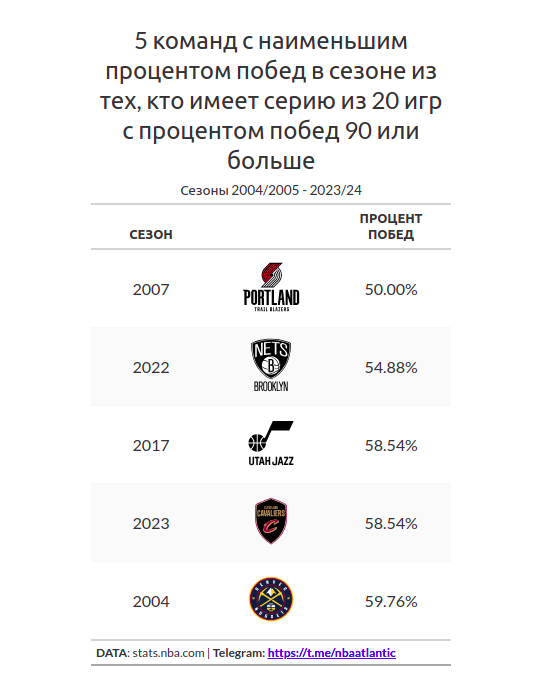 5 команд с наименьшим
процентом побед в сезоне из
тех, кто имеет серию из 20 игр
с процентом побед 90 или
больше
Сезоны 2004/2005 - 2023/24
СЕЗОН
ПРОЦЕНТ
ПОБЕД
2007
PORTLAND
TRAIL BLAZERS
50.00%
2022
NETS
B
BROOKLYN
54.88%
2017
UTAH JAZZ
58.54%
2023
CLEVELAND
CAVALIERS
C
58.54%
2004
DENVER
NUGGETS
59.76%
DATA: stats.nba.com | Telegram: https://t.me/nbaatlantic